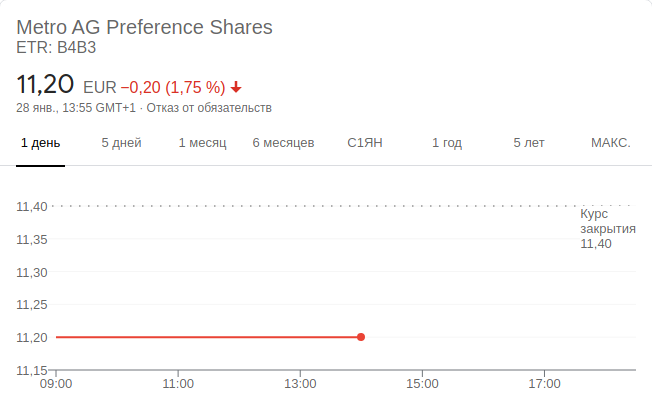 Metro AG Preference Shares
ETR: B4B3
11,20 EUR −0,20 (1,75 %)
28 янв., 13:55 GMT+1 · Отказ от обязательств
1 день 5 дней 1 месяц 6 месяцев С1ЯН 1 год 5 лет МАКС.
11,40
Курс
закрытия
11,40
11,35
11,30
11,25
11,20
11,15
09:00 11:00 13:00 15:00 17:00